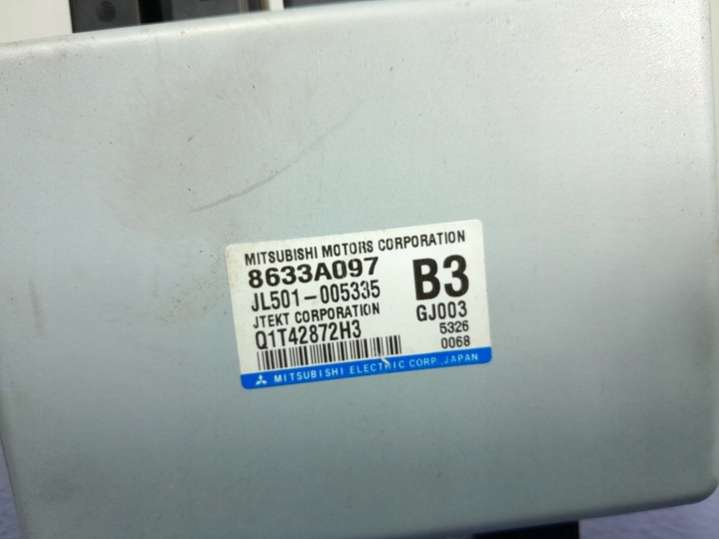 MITSUBISHI MOTORS CORPORATION
8633A097
B3
JL501-005335
JTEKT CORPORATION
GJ003
Q1T42872H3
5326
0068
MITSUBISHI ELECTRIC CORP. JAPAN